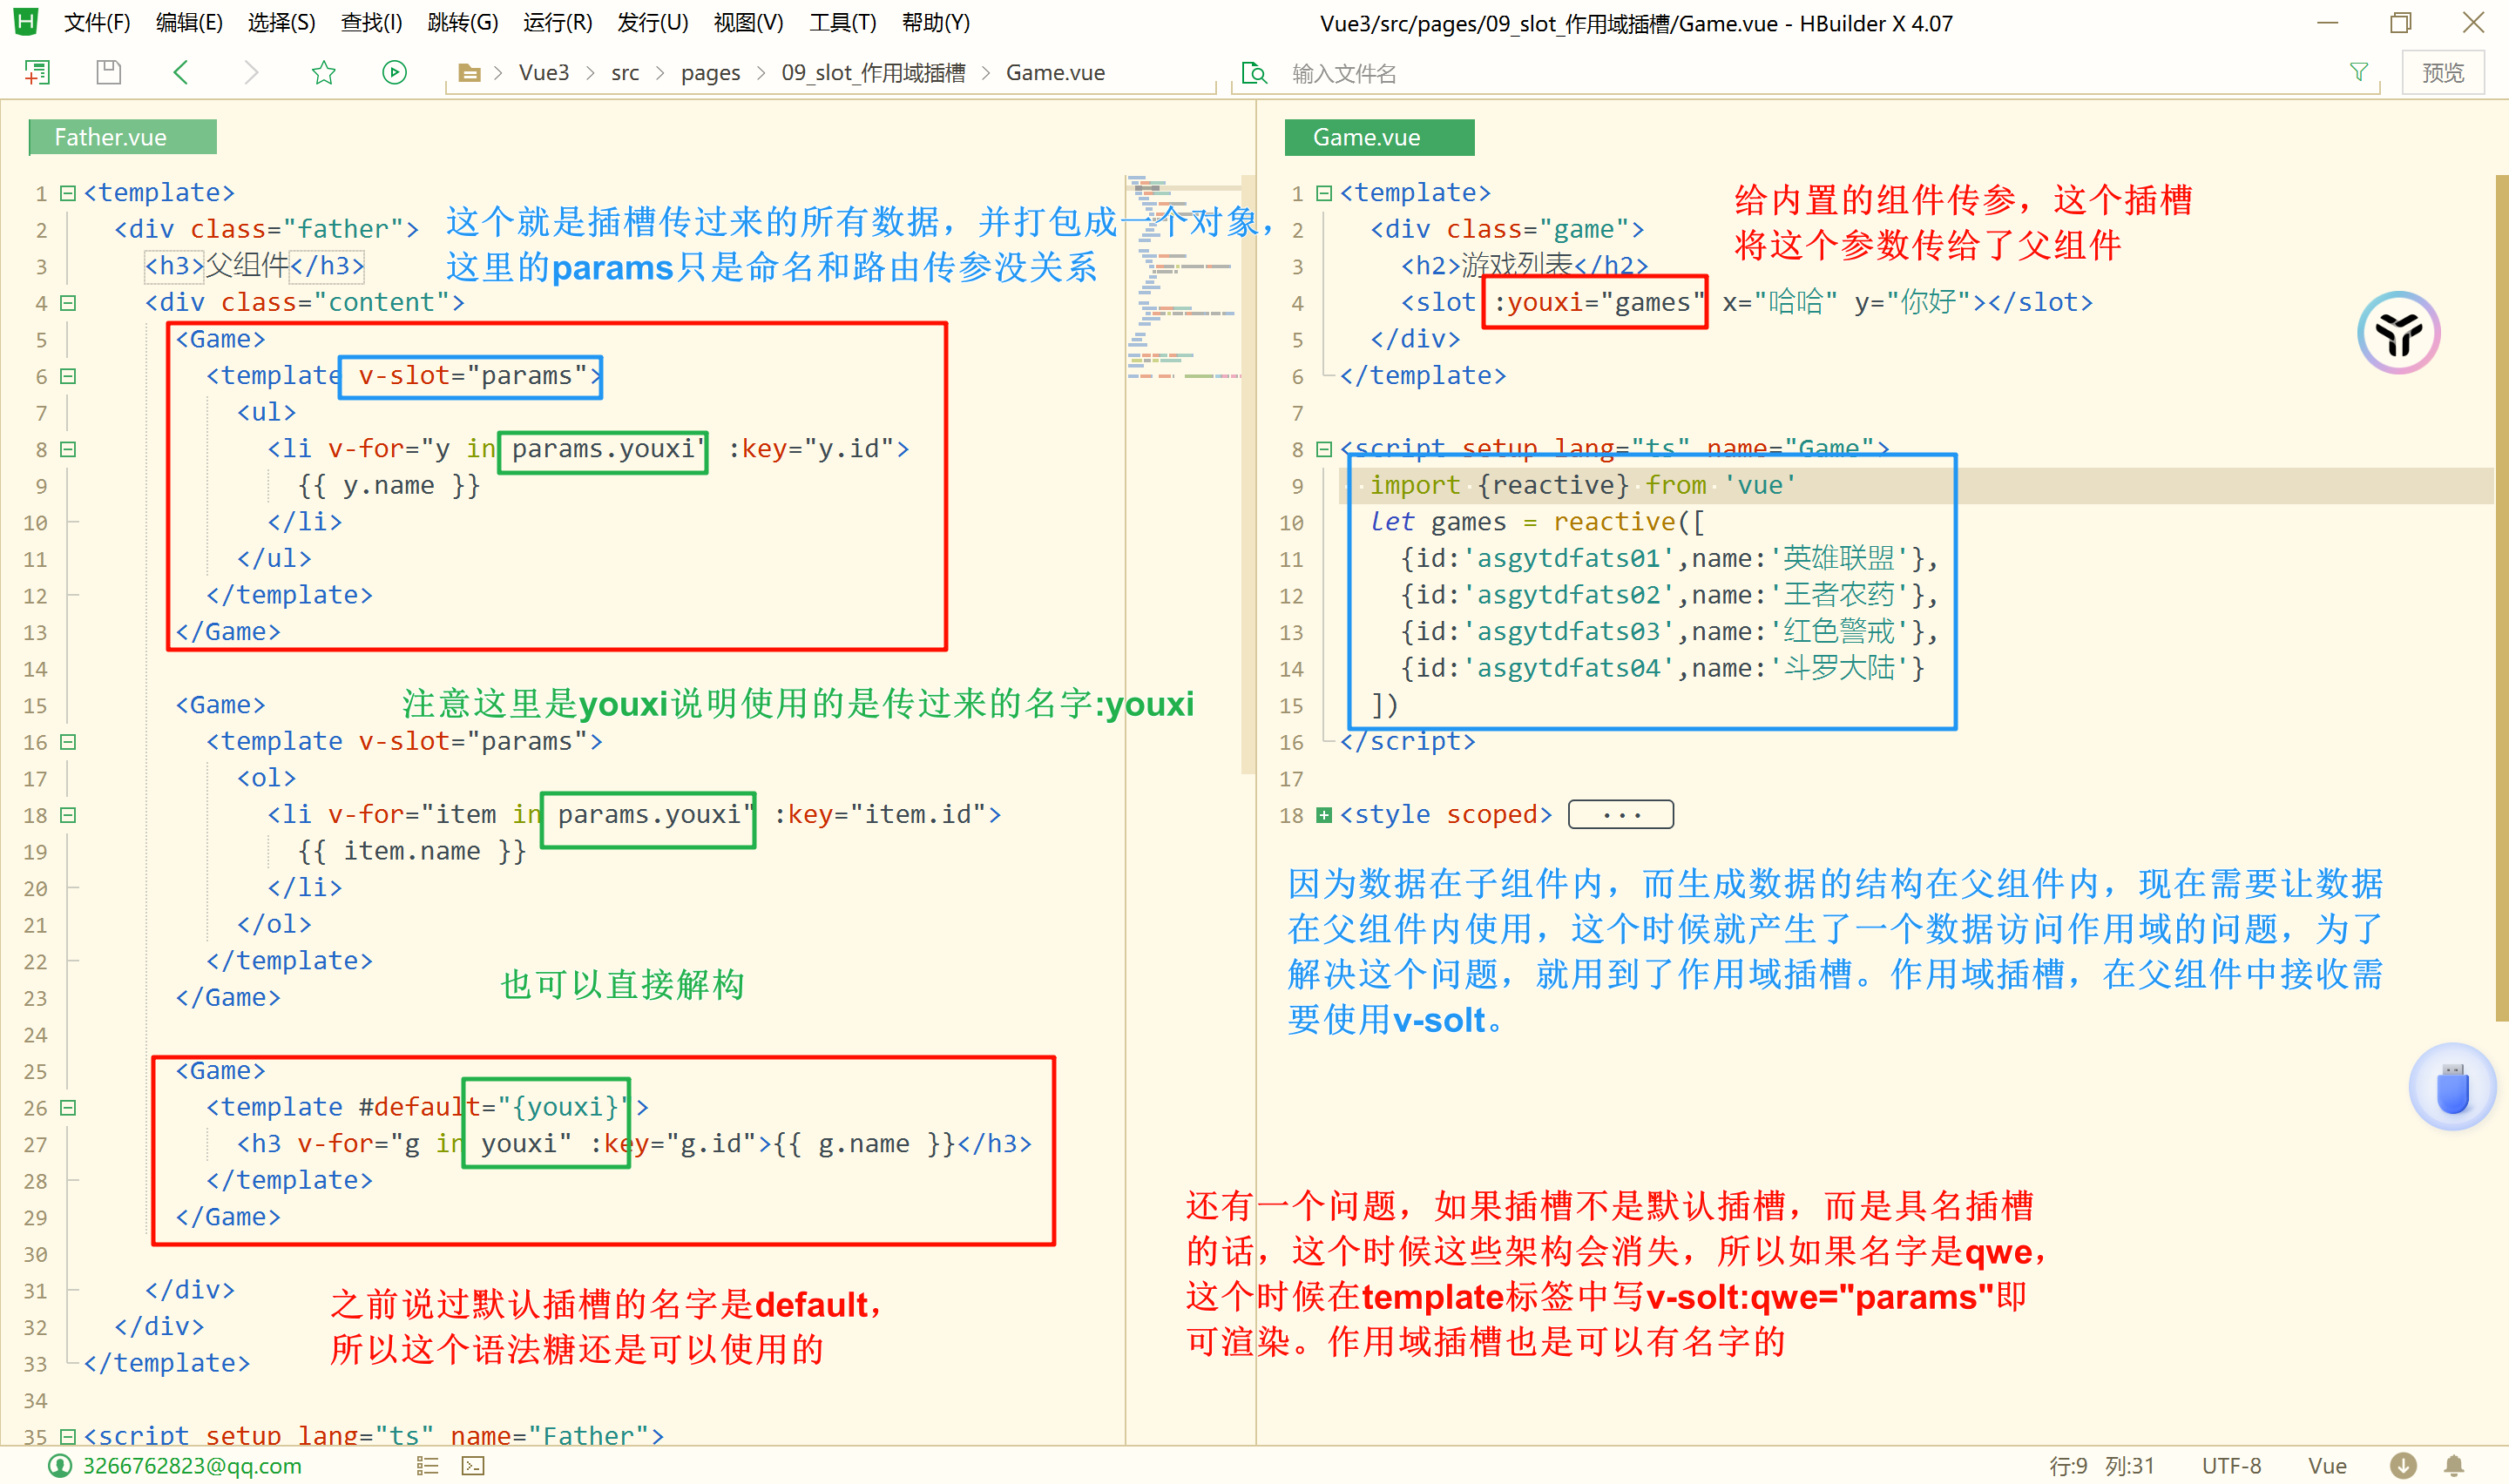 文件(F) 编辑(E) 选择(S) 查找(I) 跳转(G) 运行(R) 发行(U) 视图(V) 工具(T) 帮助(Y)
Vue3/src/pages/09_slot_作用域插槽/Game.vue - HBuilder X 4.07
Vue3 > src > pages > 09_slot_作用域插槽 > Game.vue
输入文件名
预览
Father.vue
1 <template>
2 <div class="father">
3 <h3>父组件</h3>
4 <div class="content">
5 <Game>
6 <template v-slot="params">
7 <ul>
8 <li v-for="y in params.youxi" :key="y.id">
9 {{ y.name }}
10 </li>
11 </ul>
12 </template>
13 </Game>
14
15 <Game>
16 <template v-slot="params">
17 <ol>
18 <li v-for="item in params.youxi" :key="item.id">
19 {{ item.name }}
20 </li>
21 </ol>
22 </template>
23 </Game>
24
25 <Game>
26 <template #default="{youxi}">
27 <h3 v-for="g in youxi" :key="g.id">{{ g.name }}</h3>
28 </template>
29 </Game>
30
31 </div>
32 </div>
33 </template>
34
35 <script setup lang="ts" name="Father">
这个就是插槽传过来的所有数据，并打包成一个对象，
这里的params只是命名和路由传参没关系
注意这里是youxi说明使用的是传过来的名字:youxi
也可以直接解构
之前说过默认插槽的名字是default，
所以这个语法糖还是可以使用的
Game.vue
1 <template>
2 <div class="game">
3 <h2>游戏列表</h2>
4 <slot :youxi="games" x="哈哈" y="你好"></slot>
5 </div>
6 </template>
7
8 <script setup lang="ts" name="Game">
9 import {reactive} from 'vue'
10 let games = reactive([
11 {id:'asgytdfats01',name:'英雄联盟'},
12 {id:'asgytdfats02',name:'王者农药'},
13 {id:'asgytdfats03',name:'红色警戒'},
14 {id:'asgytdfats04',name:'斗罗大陆'}
15 ])
16 </script>
17
18 <style scoped> ...
给内置的组件传参，这个插槽
将这个参数传给了父组件
因为数据在子组件内，而生成数据的结构在父组件内，现在需要让数据
在父组件内使用，这个时候就产生了一个数据访问作用域的问题，为了
解决这个问题，就用到了作用域插槽。作用域插槽，在父组件中接收需
要使用v-solt。
还有一个问题，如果插槽不是默认插槽，而是具名插槽
的话，这个时候这些架构会消失，所以如果名字是qwe，
这个时候在template标签中写v-solt:qwe="params"即
可渲染。作用域插槽也是可以有名字的
3266762823@qq.com
行:9 列:31 UTF-8 Vue